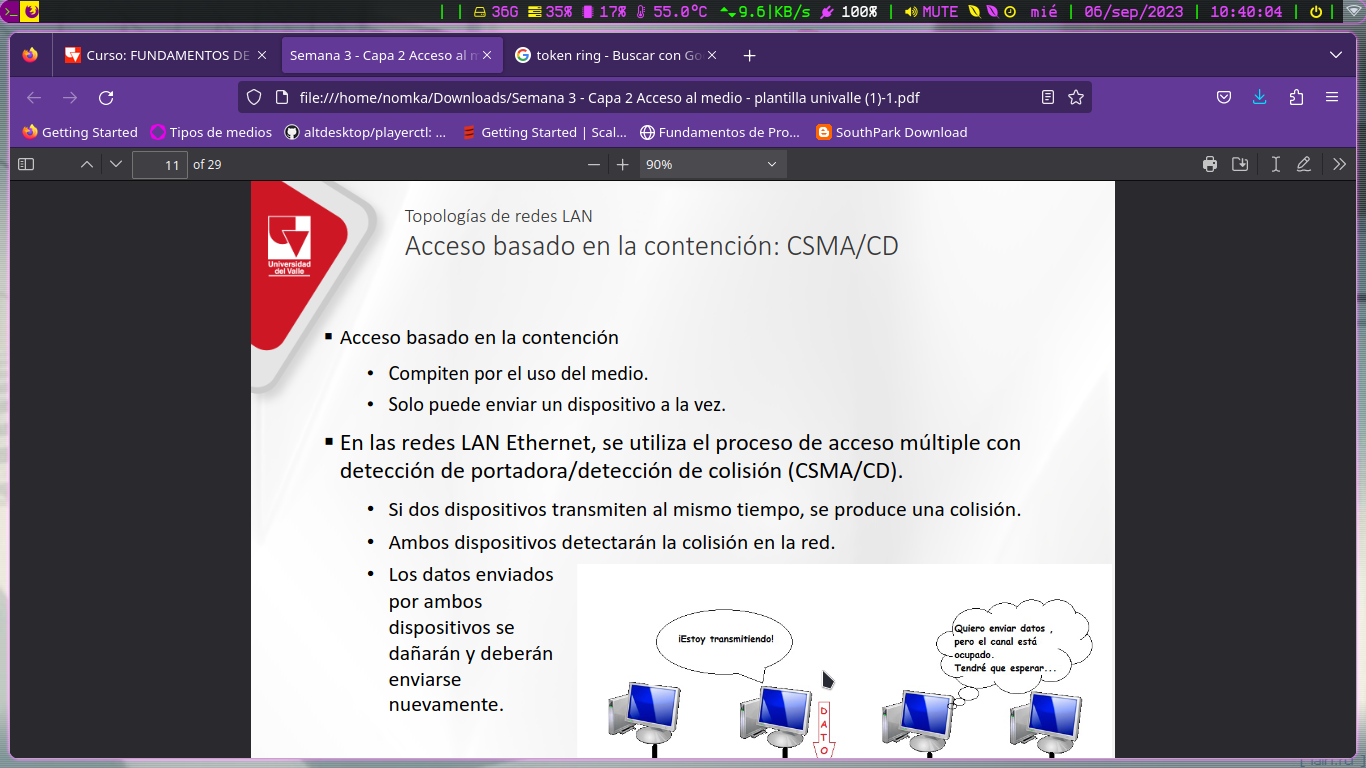 | | 36G 35% 17% 55.0°C 9.6|KB/s 100% | MUTE mié | 06/sep/2023 | 10:40:04 | |
Curso: FUNDAMENTOS DE
Semana 3 - Capa 2 Acceso al m
token ring - Buscar con Go
file:///home/nomka/Downloads/Semana 3 - Capa 2 Acceso al medio - plantilla univalle (1)-1.pdf
Getting Started
Tipos de medios
altdesktop/playerctl: ...
Getting Started | Scal...
Fundamentos de Pro...
SouthPark Download
11 of 29
90%
Universidad
del Valle
Topologías de redes LAN
Acceso basado en la contención: CSMA/CD
▪ Acceso basado en la contención
• Compiten por el uso del medio.
• Solo puede enviar un dispositivo a la vez.
▪ En las redes LAN Ethernet, se utiliza el proceso de acceso múltiple con
detección de portadora/detección de colisión (CSMA/CD).
• Si dos dispositivos transmiten al mismo tiempo, se produce una colisión.
• Ambos dispositivos detectarán la colisión en la red.
• Los datos enviados
por ambos
dispositivos se
dañarán y deberán
enviarse
nuevamente.
¡Estoy transmitiendo!
Quiero enviar datos ,
pero el canal está
ocupado.
Tendré que esperar...
D
A
T
O